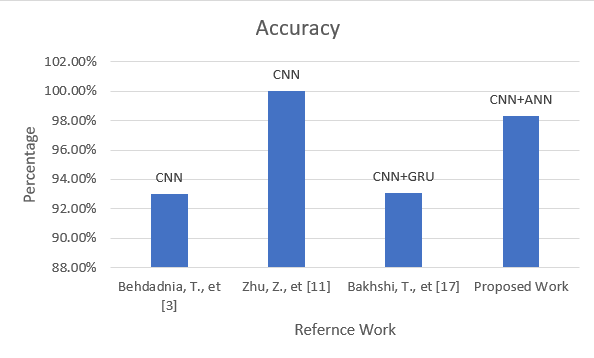 Accuracy
102.00%
100.00%
98.00%
96.00%
94.00%
92.00%
90.00%
88.00%
Percentage
CNN
CNN
CNN+GRU
CNN+ANN
Behdadnia, T., et
[3]
Zhu, Z., et [11]
Bakhshi, T., et [17]
Proposed Work
Refernce Work